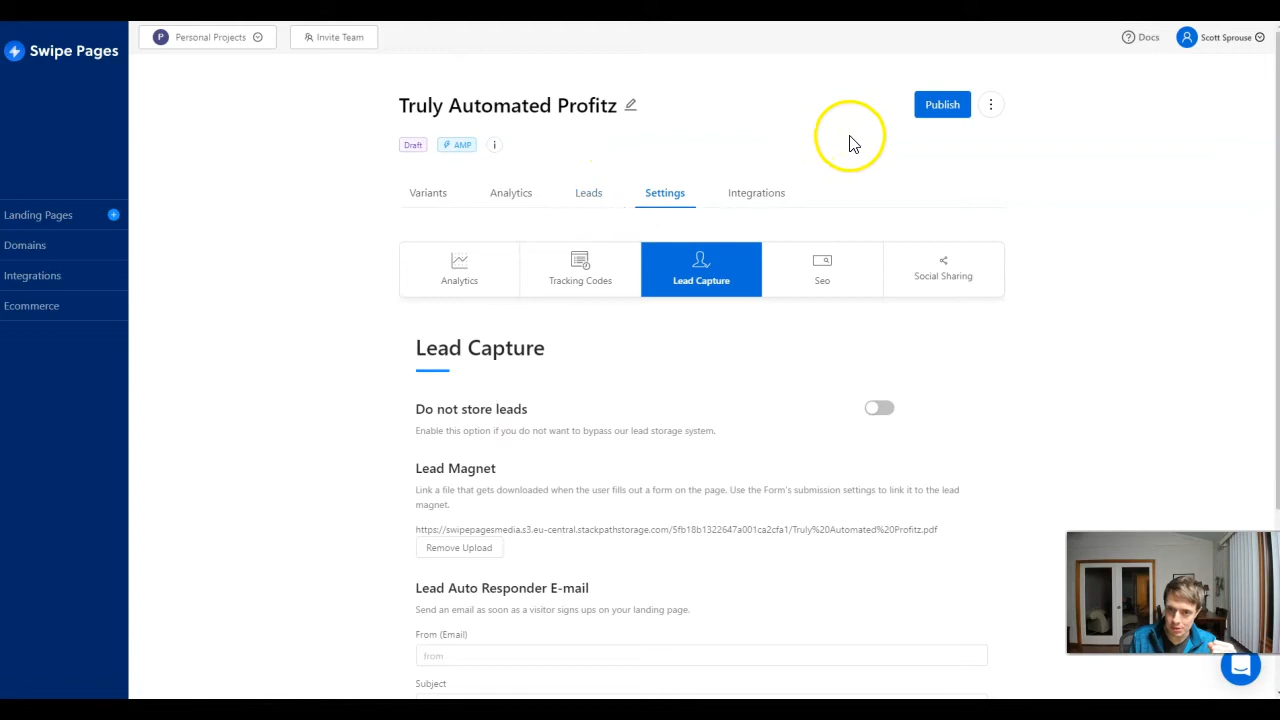 Swipe Pages
P Personal Projects
Invite Team
Docs
Scott Sprouse
Truly Automated Profitz
Publish
Draft
AMP
i
Variants
Analytics
Leads
Settings
Integrations
Landing Pages
Domains
Integrations
Ecommerce
Analytics
Tracking Codes
Lead Capture
Seo
Social Sharing
Lead Capture
Do not store leads
Enable this option if you do not want to bypass our lead storage system.
Lead Magnet
Link a file that gets downloaded when the user fills out a form on the page. Use the Form's submission settings to link it to the lead
magnet.
https://swipepagesmedia.s3.eu-central.stackpathstorage.com/5fb18b1322647a001ca2cfa1/Truly%20Automated%20Profitz.pdf
Remove Upload
Lead Auto Responder E-mail
Send an email as soon as a visitor signs ups on your landing page.
From (Email)
from
Subject